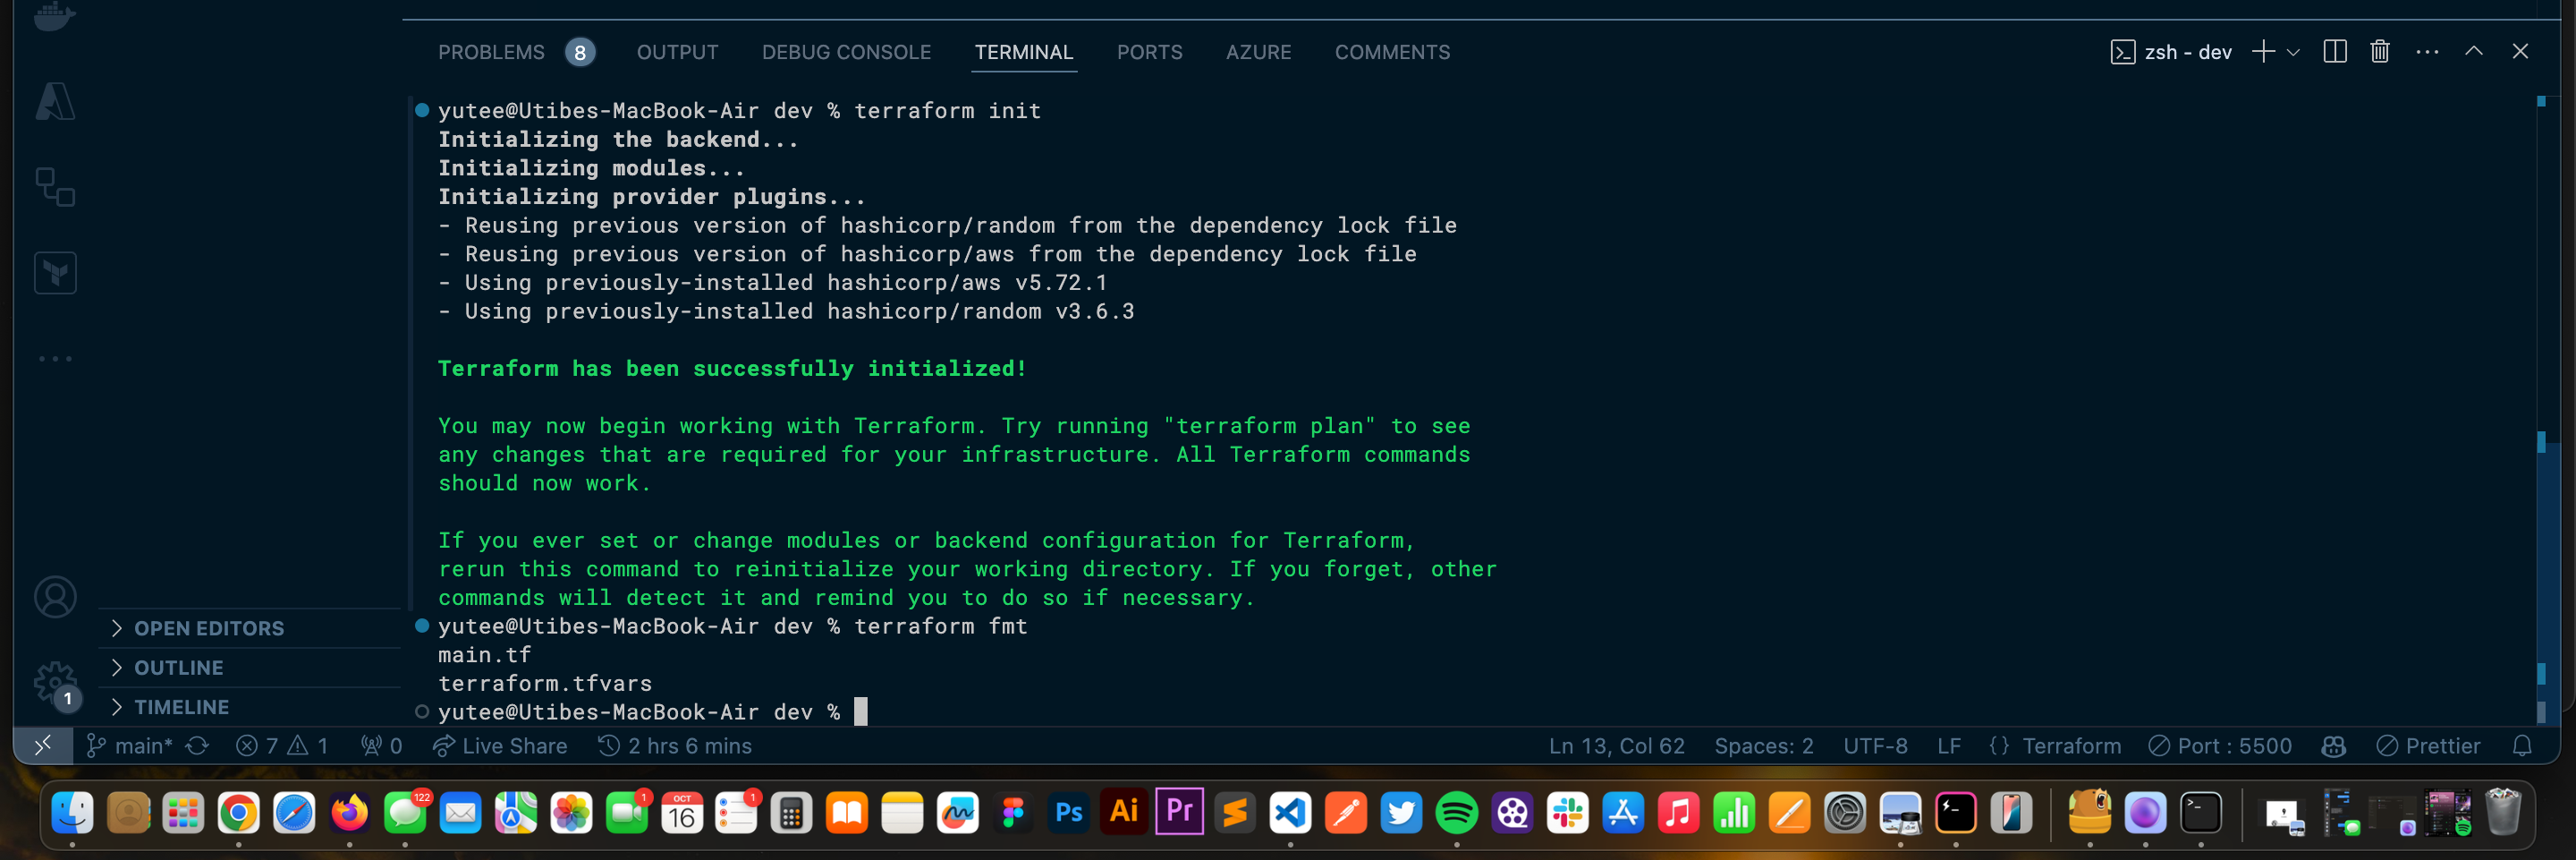 PROBLEMS 8 OUTPUT DEBUG CONSOLE TERMINAL PORTS AZURE COMMENTS zsh - dev
yutee@Utibes-MacBook-Air dev % terraform init
Initializing the backend...
Initializing modules...
Initializing provider plugins...
- Reusing previous version of hashicorp/random from the dependency lock file
- Reusing previous version of hashicorp/aws from the dependency lock file
- Using previously-installed hashicorp/aws v5.72.1
- Using previously-installed hashicorp/random v3.6.3
Terraform has been successfully initialized!
You may now begin working with Terraform. Try running "terraform plan" to see
any changes that are required for your infrastructure. All Terraform commands
should now work.
If you ever set or change modules or backend configuration for Terraform,
rerun this command to reinitialize your working directory. If you forget, other
commands will detect it and remind you to do so if necessary.
yutee@Utibes-MacBook-Air dev % terraform fmt
main.tf
terraform.tfvars
yutee@Utibes-MacBook-Air dev %
OPEN EDITORS
OUTLINE
1
TIMELINE
main* 7 1 0 Live Share 2 hrs 6 mins Ln 13, Col 62 Spaces: 2 UTF-8 LF {} Terraform Port : 5500 Prettier
122 1 OCT 16 1 Ps Ai Pr